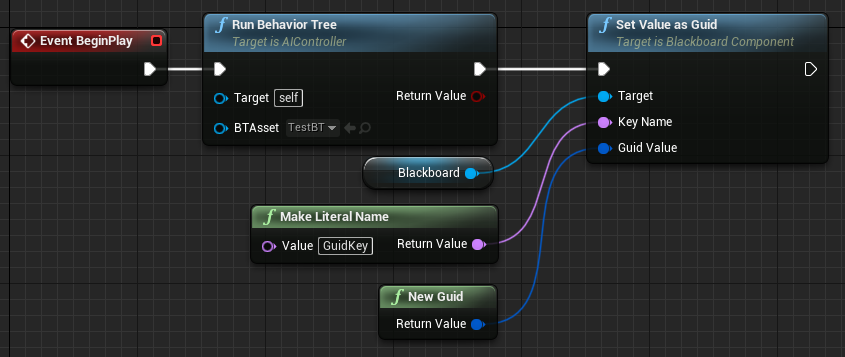 Event BeginPlay
f Run Behavior Tree
Target is AIController
Target self
Return Value
BTAsset TestBT
f Set Value as Guid
Target is Blackboard Component
Target
Key Name
Guid Value
Blackboard
f Make Literal Name
Value GuidKey
Return Value
f New Guid
Return Value